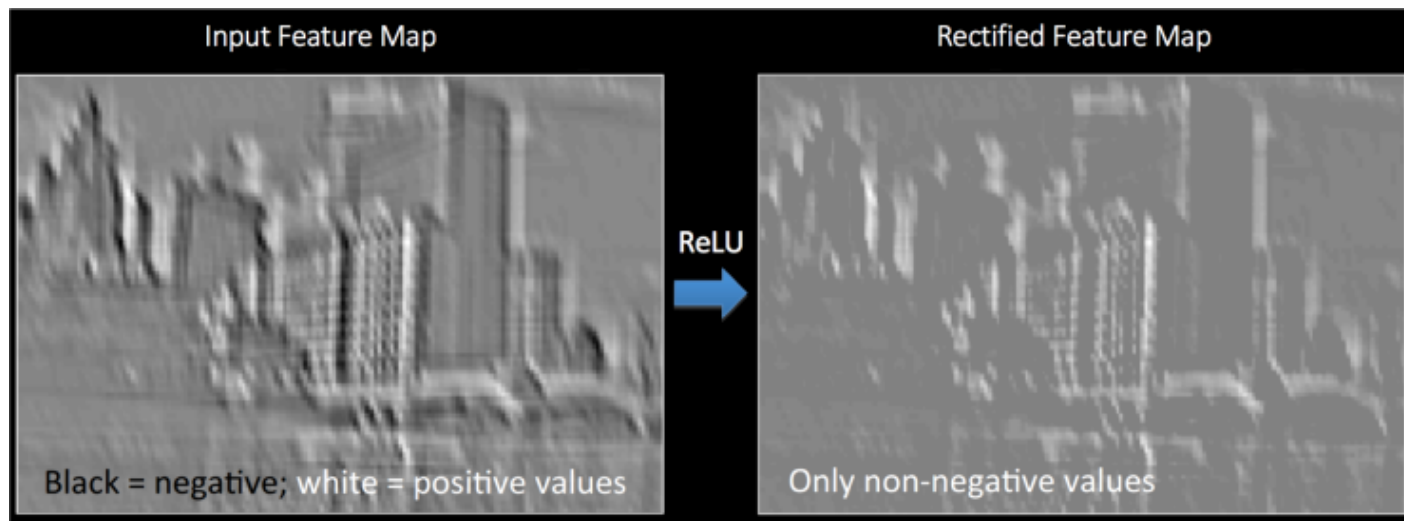 Input Feature Map
Rectified Feature Map
ReLU
Black = negative; white = positive values
Only non-negative values